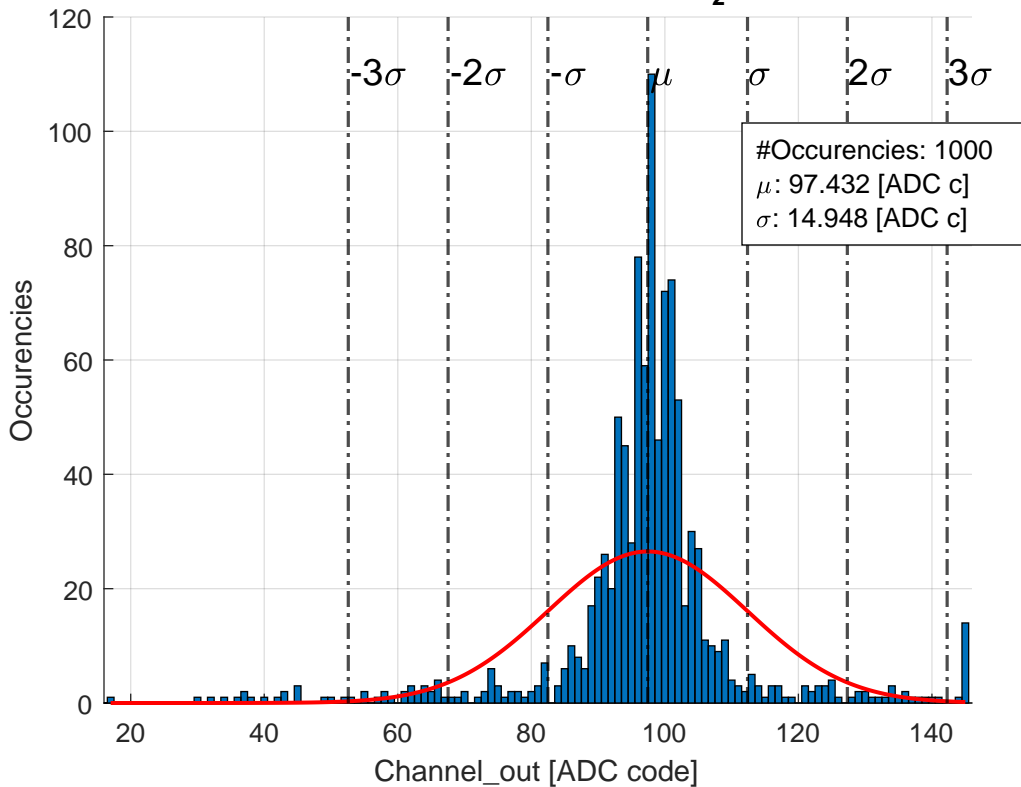 2
120
-3σ -2σ -σ μ σ 2σ 3σ
#Occurencies: 1000
μ: 97.432 [ADC c]
σ: 14.948 [ADC c]
100
80
60
40
20
0
Occurencies
20 40 60 80 100 120 140
Channel_out [ADC code]